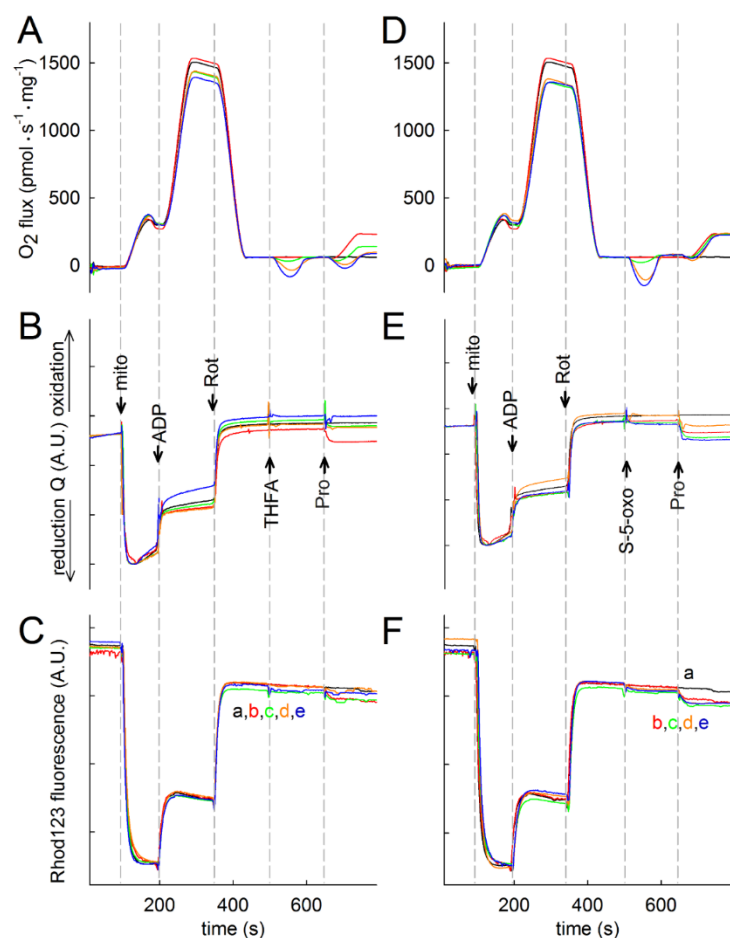 A
D
O2 flux (pmol · s⁻¹ · mg⁻¹)
1500
1000
500
0
1500
1000
500
0
B
E
reduction Q (A.U.) oxidation
mito
ADP
Rot
THFA
Pro
mito
ADP
Rot
S-5-oxo
Pro
C
F
Rhod123 fluorescence (A.U.)
a,b,c,d,e
a
b,c,d,e
200 400 600
200 400 600
time (s)
time (s)